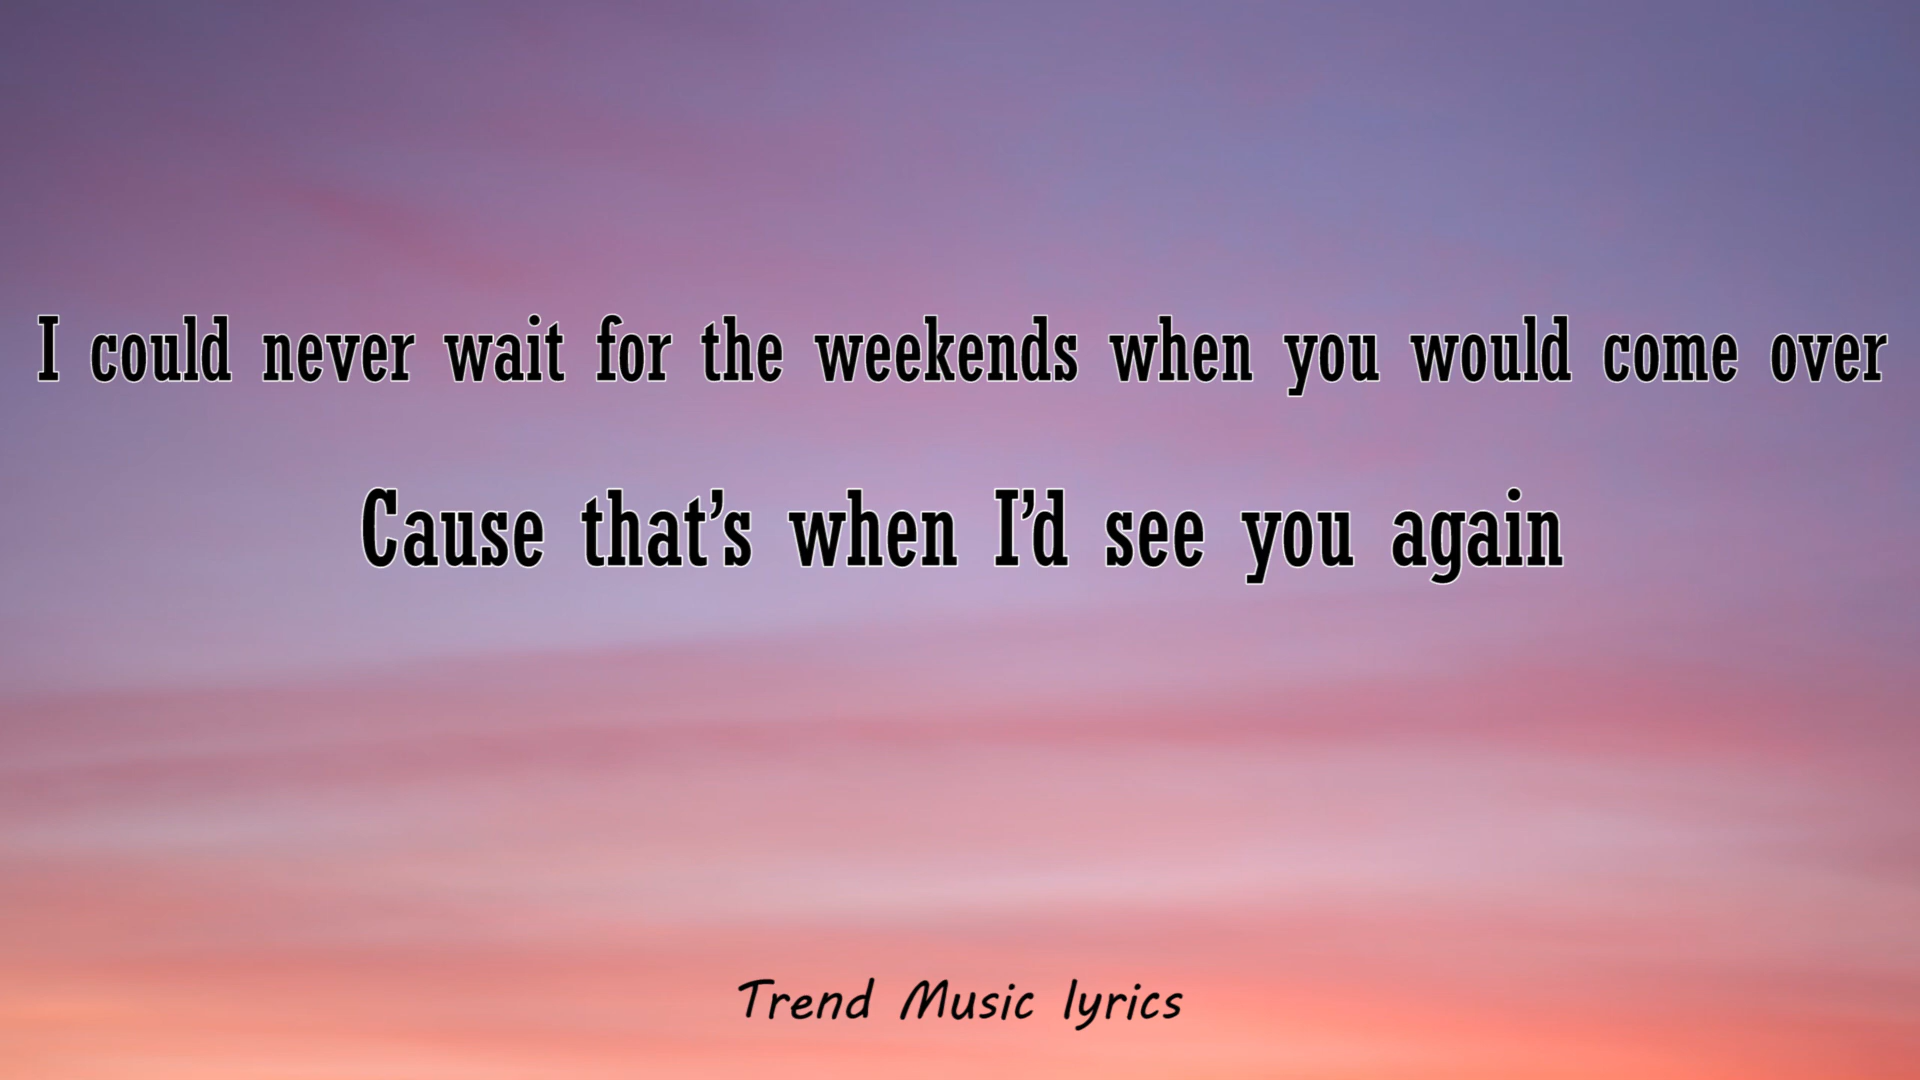 I could never wait for the weekends when you would come over
Cause that’s when I’d see you again
Trend Music lyrics